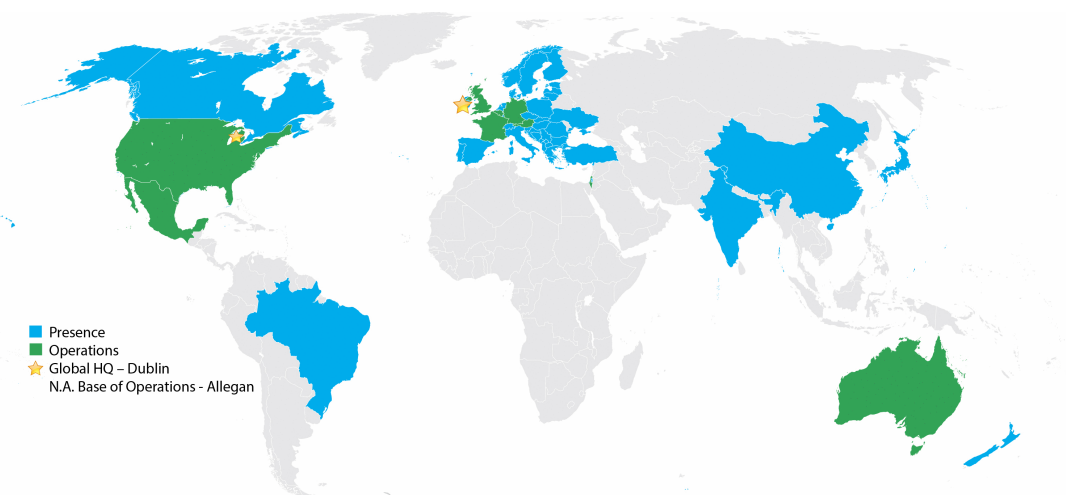 Presence
Operations
Global HQ – Dublin
N.A. Base of Operations - Allegan